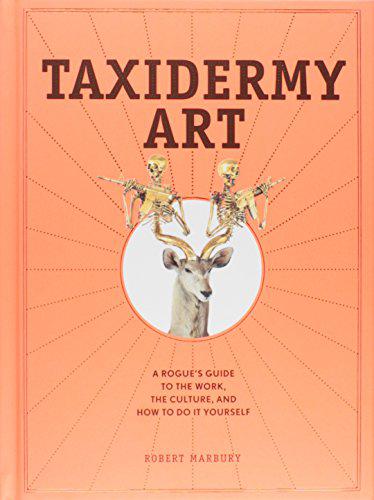 TAXIDERMY
ART
A ROGUE'S GUIDE
TO THE WORK,
THE CULTURE, AND
HOW TO DO IT YOURSELF
ROBERT MARBURY